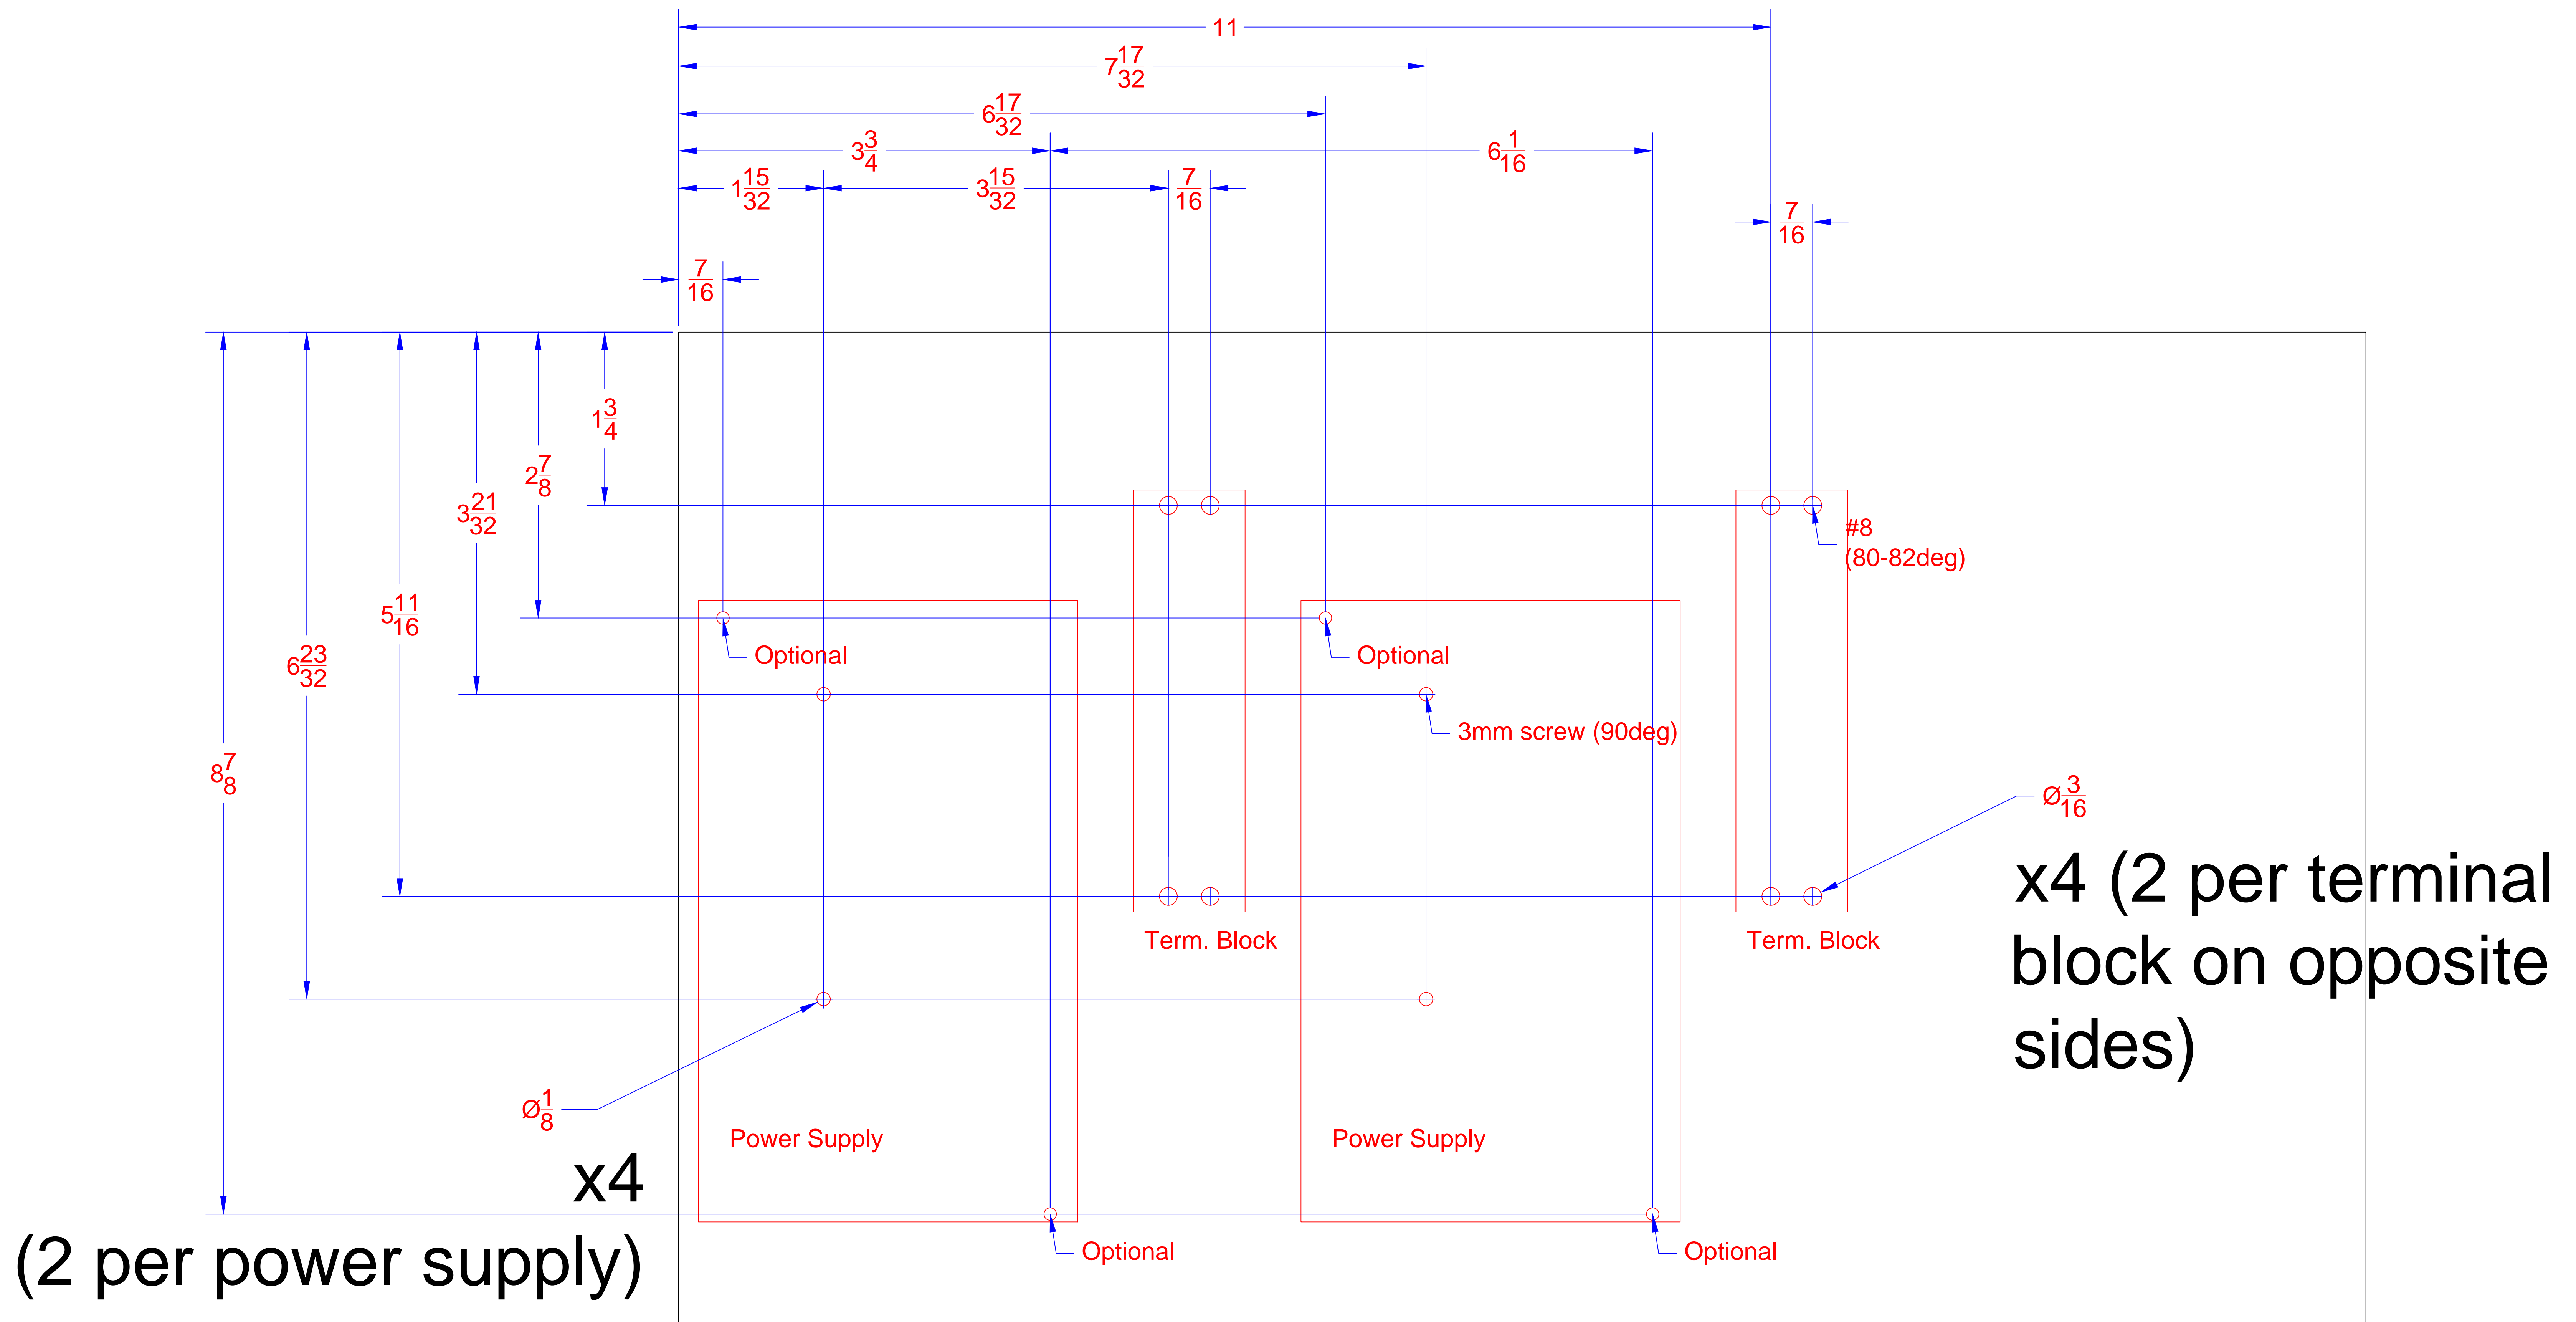 11
7 17/32
6 17/32
3 3/4
6 1/16
1 15/32
3 15/32
7/16
7/16
7/16
1 3/4
2 7/8
3 21/32
#8
(80-82deg)
5 11/16
6 23/32
Optional
Optional
3mm screw (90deg)
8 7/8
Ø3/16
x4 (2 per terminal
block on opposite
sides)
Term. Block
Term. Block
Ø1/8
Power Supply
Power Supply
x4
(2 per power supply)
Optional
Optional